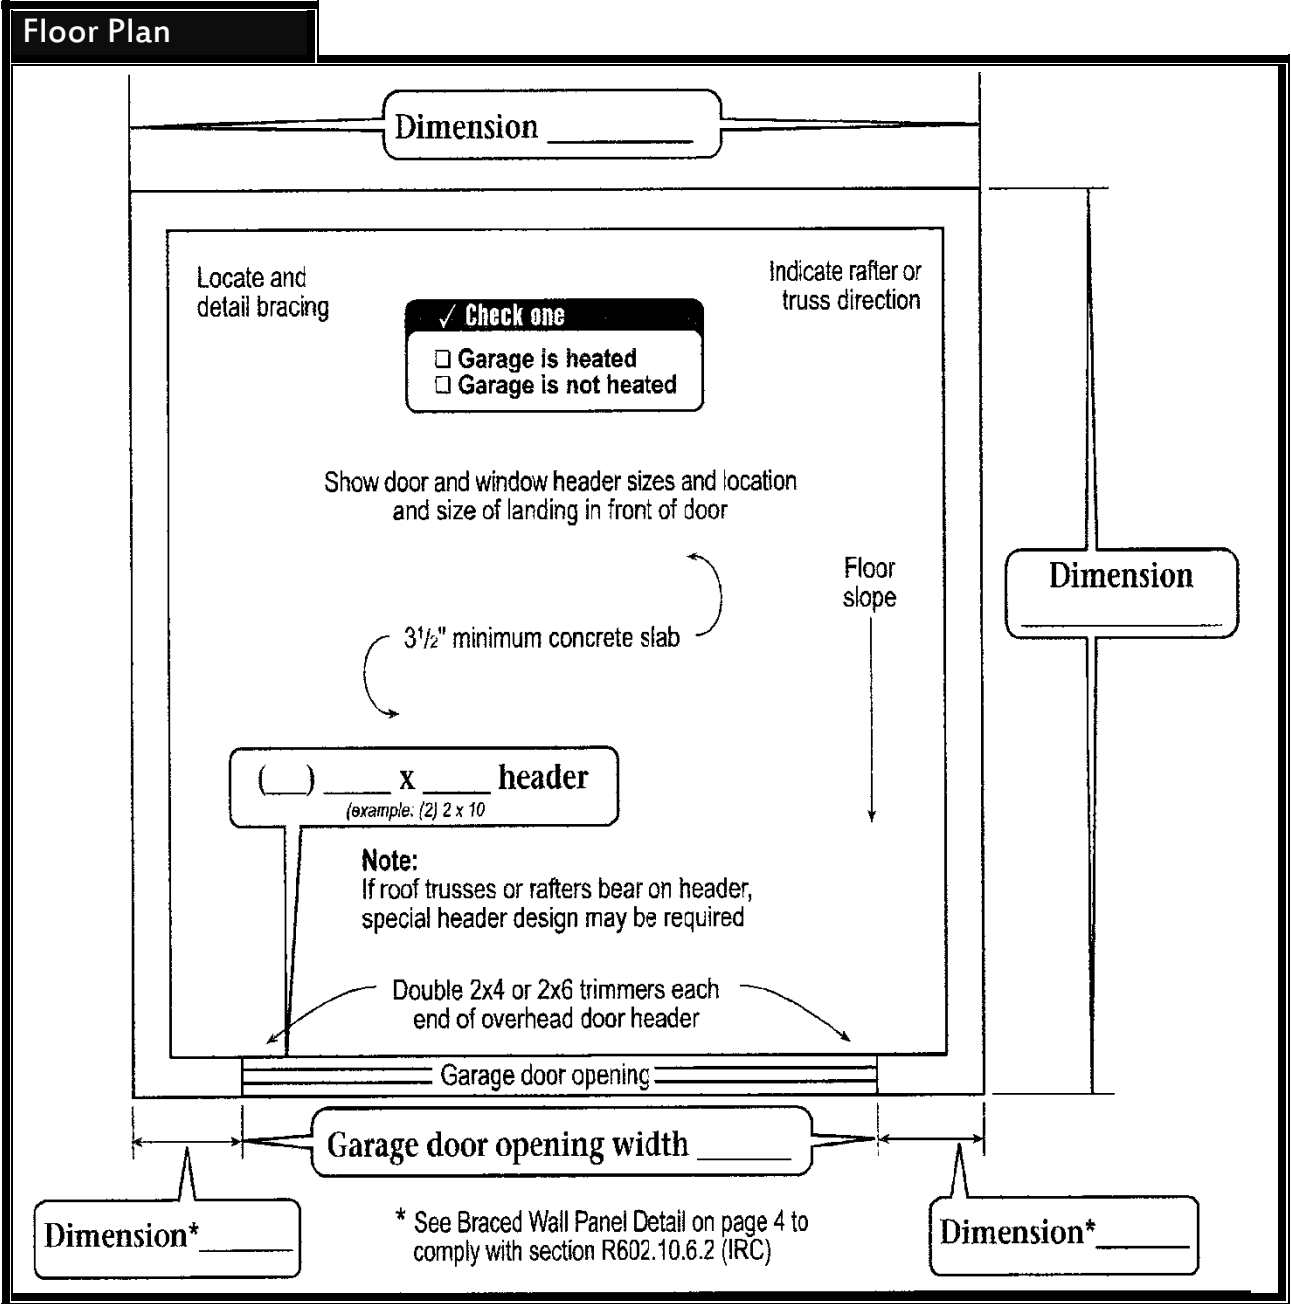 Floor Plan
Dimension ________
Locate and
detail bracing
Indicate rafter or
truss direction
✓ Check one
☐ Garage is heated
☐ Garage is not heated
Show door and window header sizes and location
and size of landing in front of door
Floor
slope
Dimension
________
3½" minimum concrete slab
(__) ____ x ____ header
(example: (2) 2 x 10
Note:
If roof trusses or rafters bear on header,
special header design may be required
Double 2x4 or 2x6 trimmers each
end of overhead door header
Garage door opening
Garage door opening width ______
Dimension*______
* See Braced Wall Panel Detail on page 4 to
comply with section R602.10.6.2 (IRC)
Dimension*______